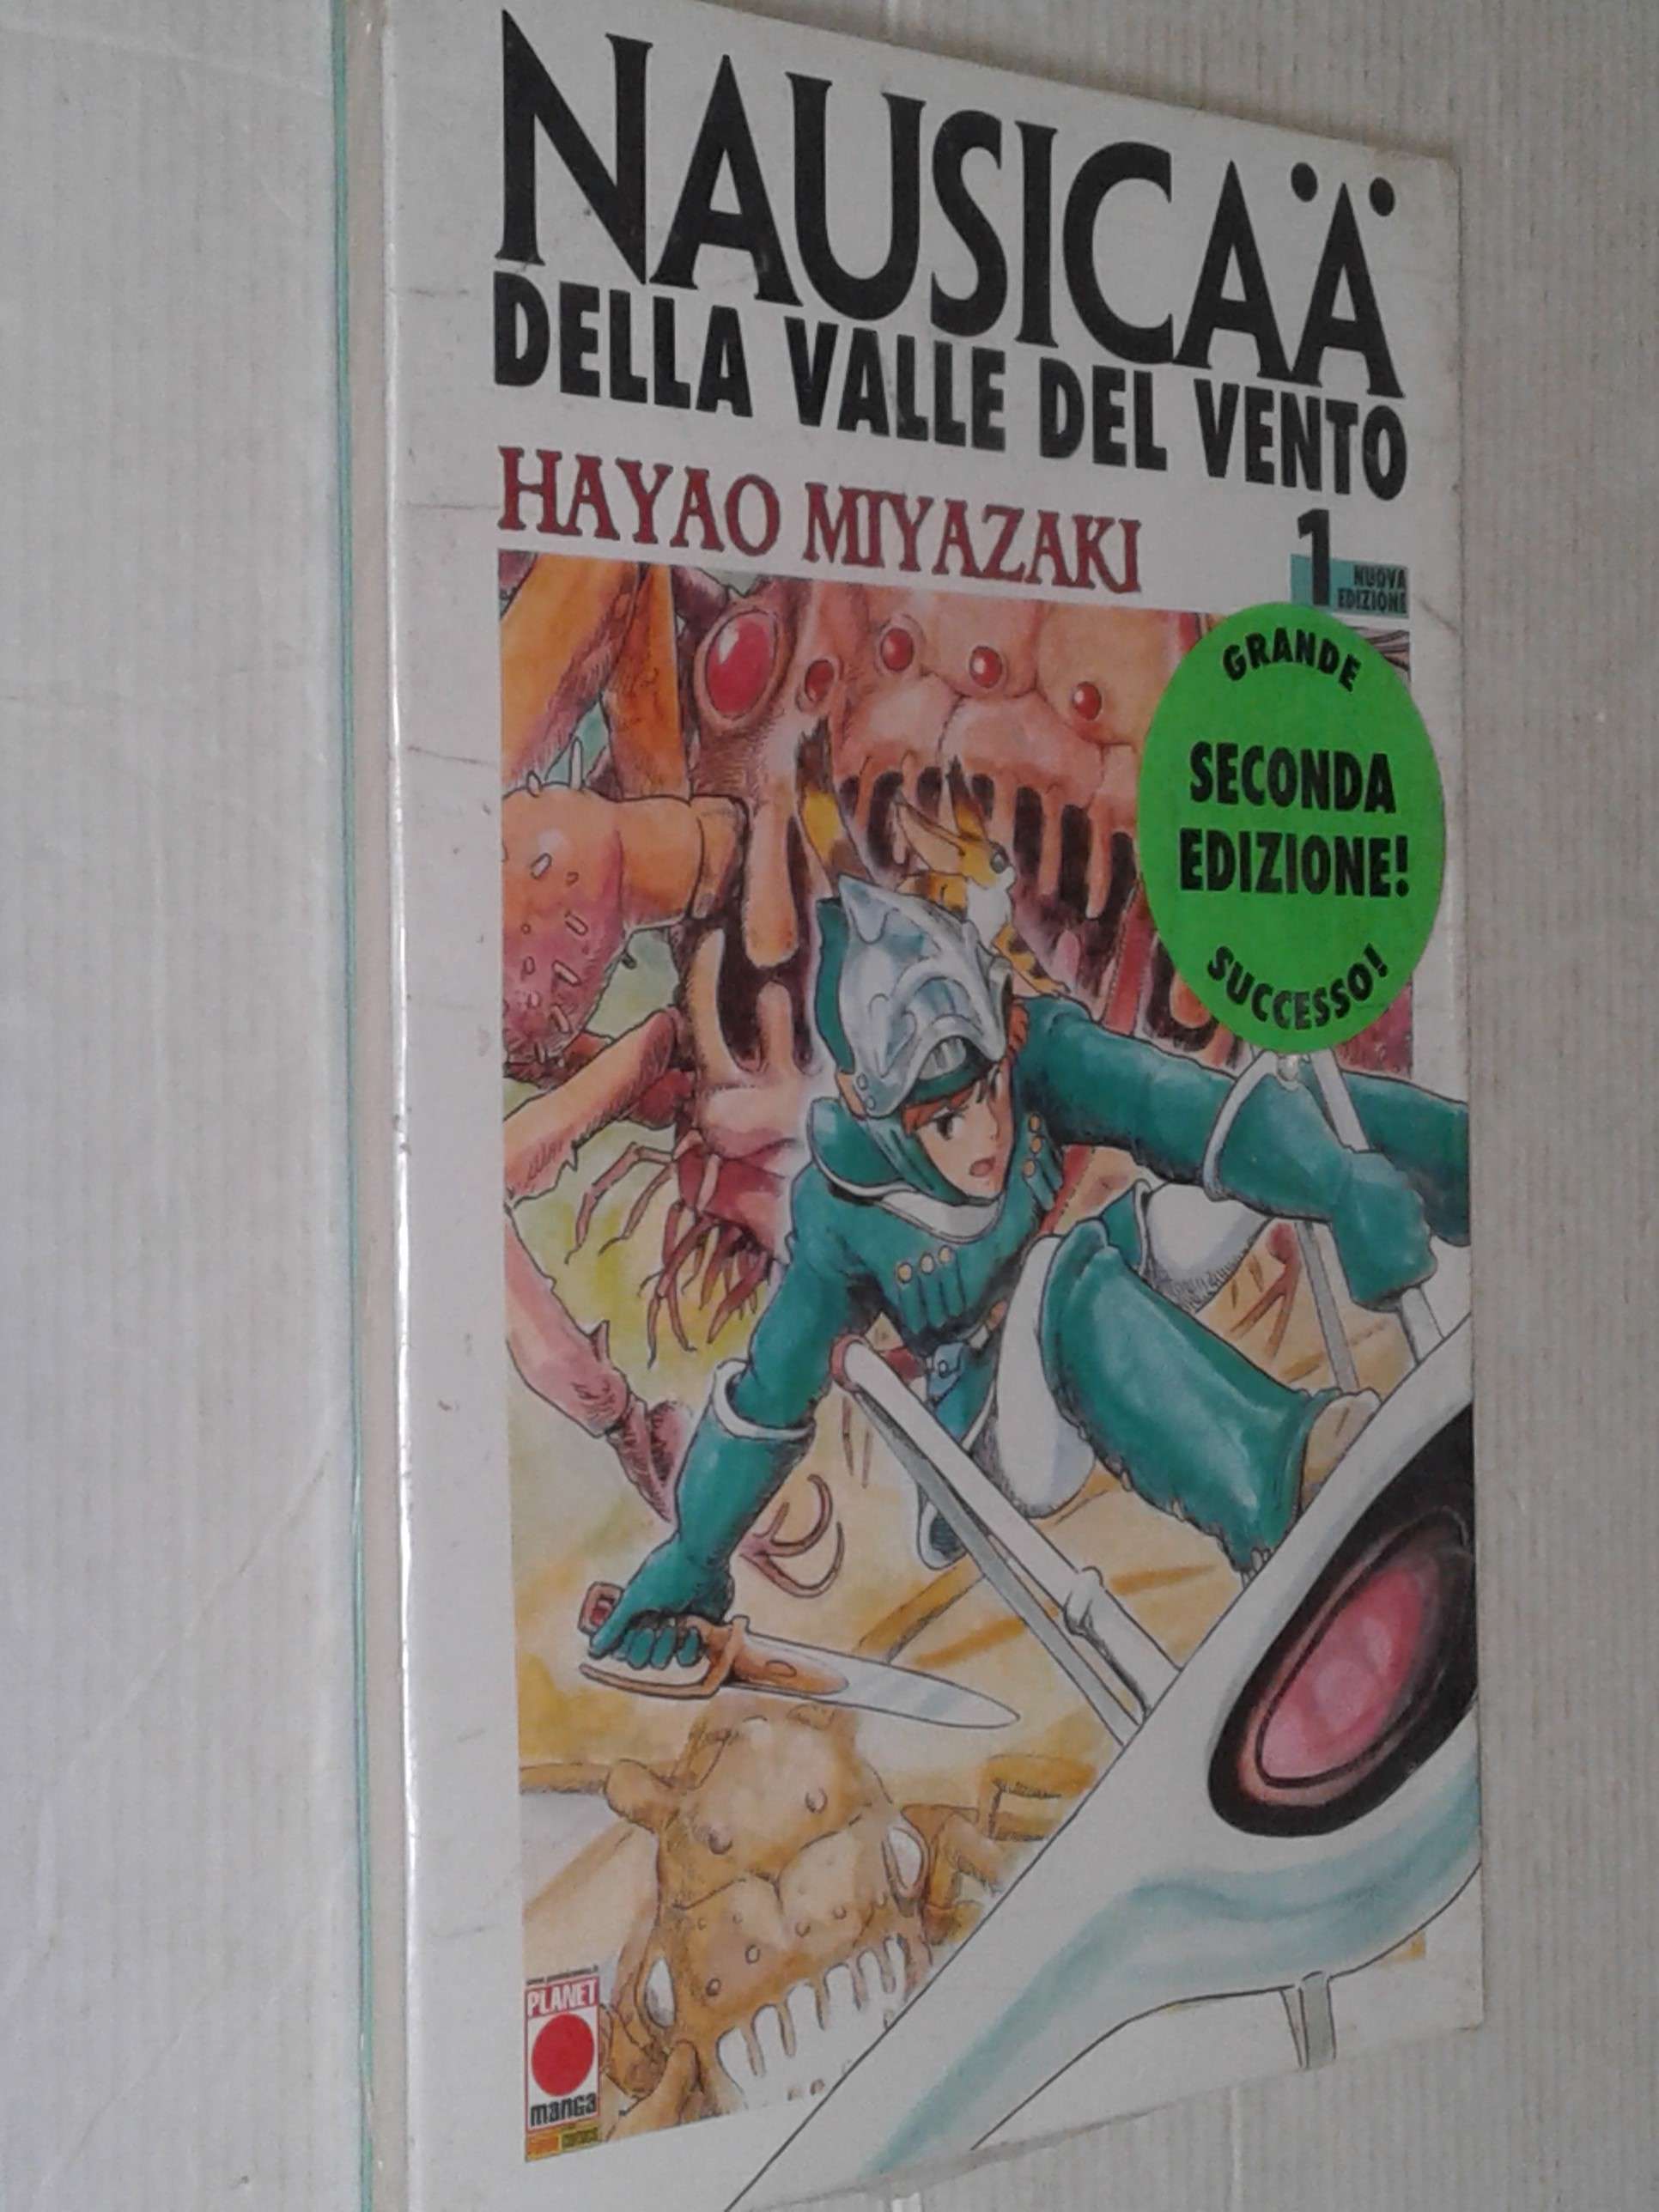 NAUSICAÄ
DELLA VALLE DEL VENTO
HAYAO MIYAZAKI
1
NUOVA
EDIZIONE
GRANDE
SECONDA
EDIZIONE!
SUCCESSO!
PLANET
manga